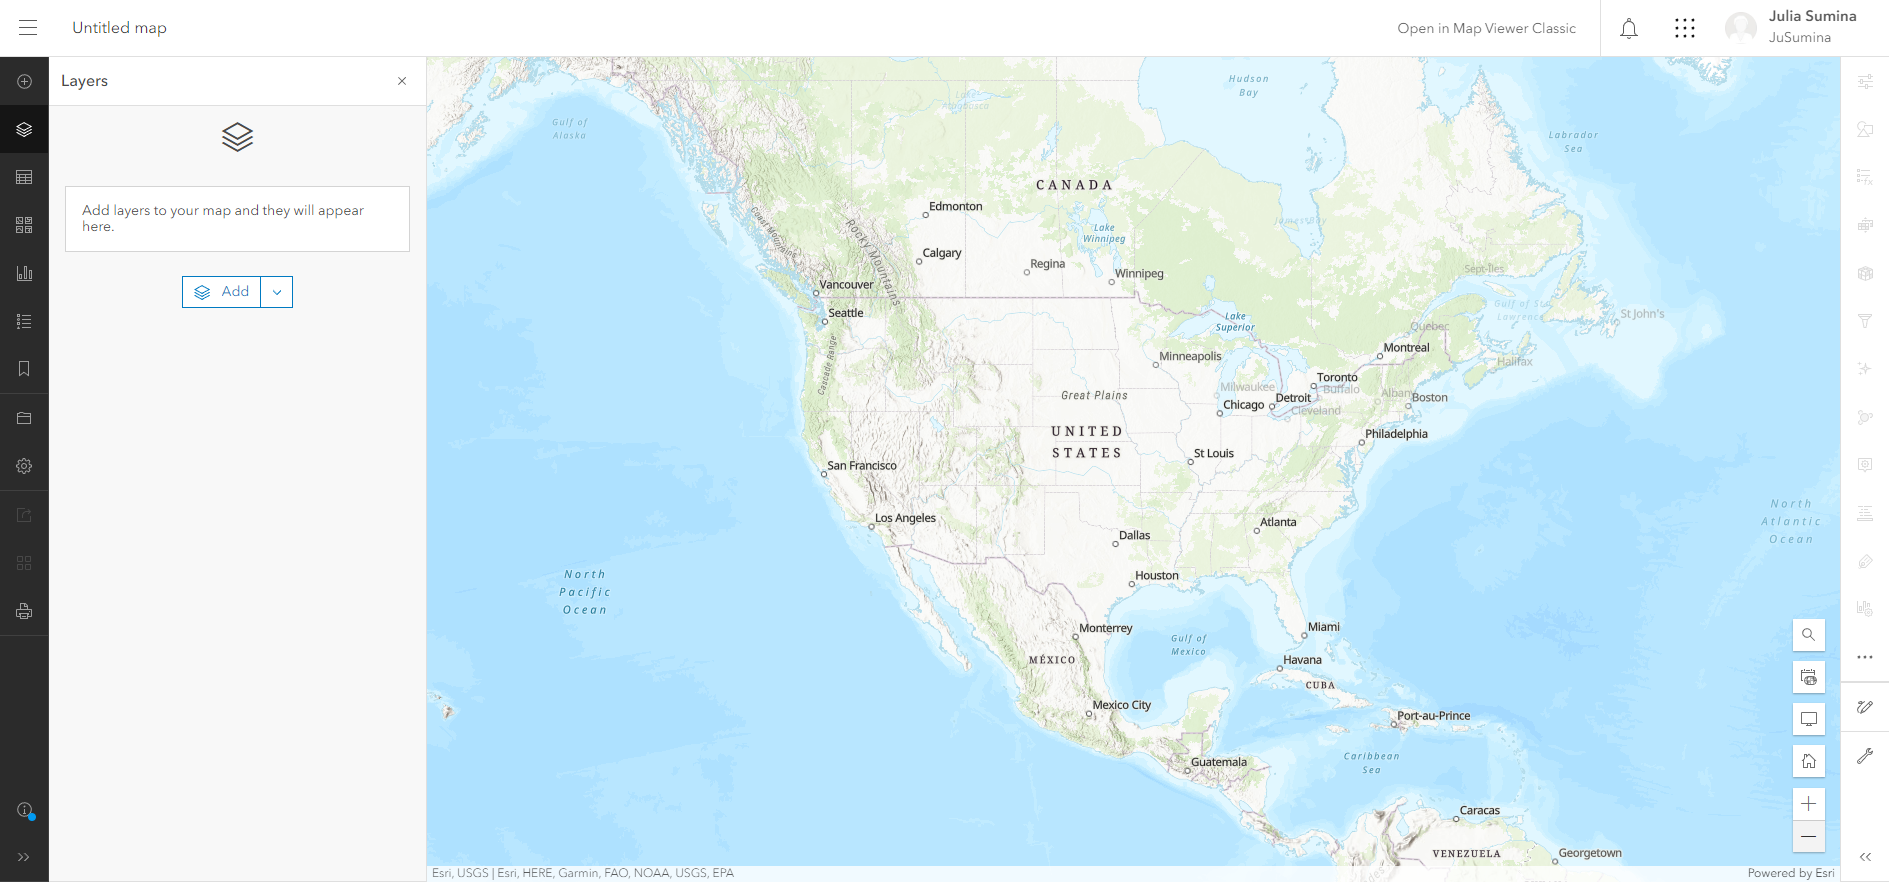 Untitled map
Open in Map Viewer Classic
Julia Sumina
JuSumina
Layers
Add layers to your map and they will appear
here.
Add
Hudson
Bay
Lake
Athabasca
Gulf of
Alaska
Labrador
Sea
CANADA
Edmonton
James Bay
Coast Mountains
Rocky Mountains
Lake
Winnipeg
Calgary
Regina
Winnipeg
Sept-Îles
Vancouver
Gulf of St
Lawrence
St John's
Seattle
Lake
Superior
Quebec
Montreal
Minneapolis
Halifax
Cascade Range
Toronto
Milwaukee
Buffalo
Albany
Great Plains
Chicago
Detroit
Boston
Cleveland
UNITED
STATES
Philadelphia
St Louis
San Francisco
North
Atlantic
Ocean
Los Angeles
Atlanta
Dallas
North
Pacific
Ocean
Houston
Monterrey
Miami
Gulf of
Mexico
MÉXICO
Havana
CUBA
Mexico City
Port-au-Prince
Caribbean
Sea
Guatemala
Caracas
VENEZUELA
Georgetown
Esri, USGS | Esri, HERE, Garmin, FAO, NOAA, USGS, EPA
Powered by Esri